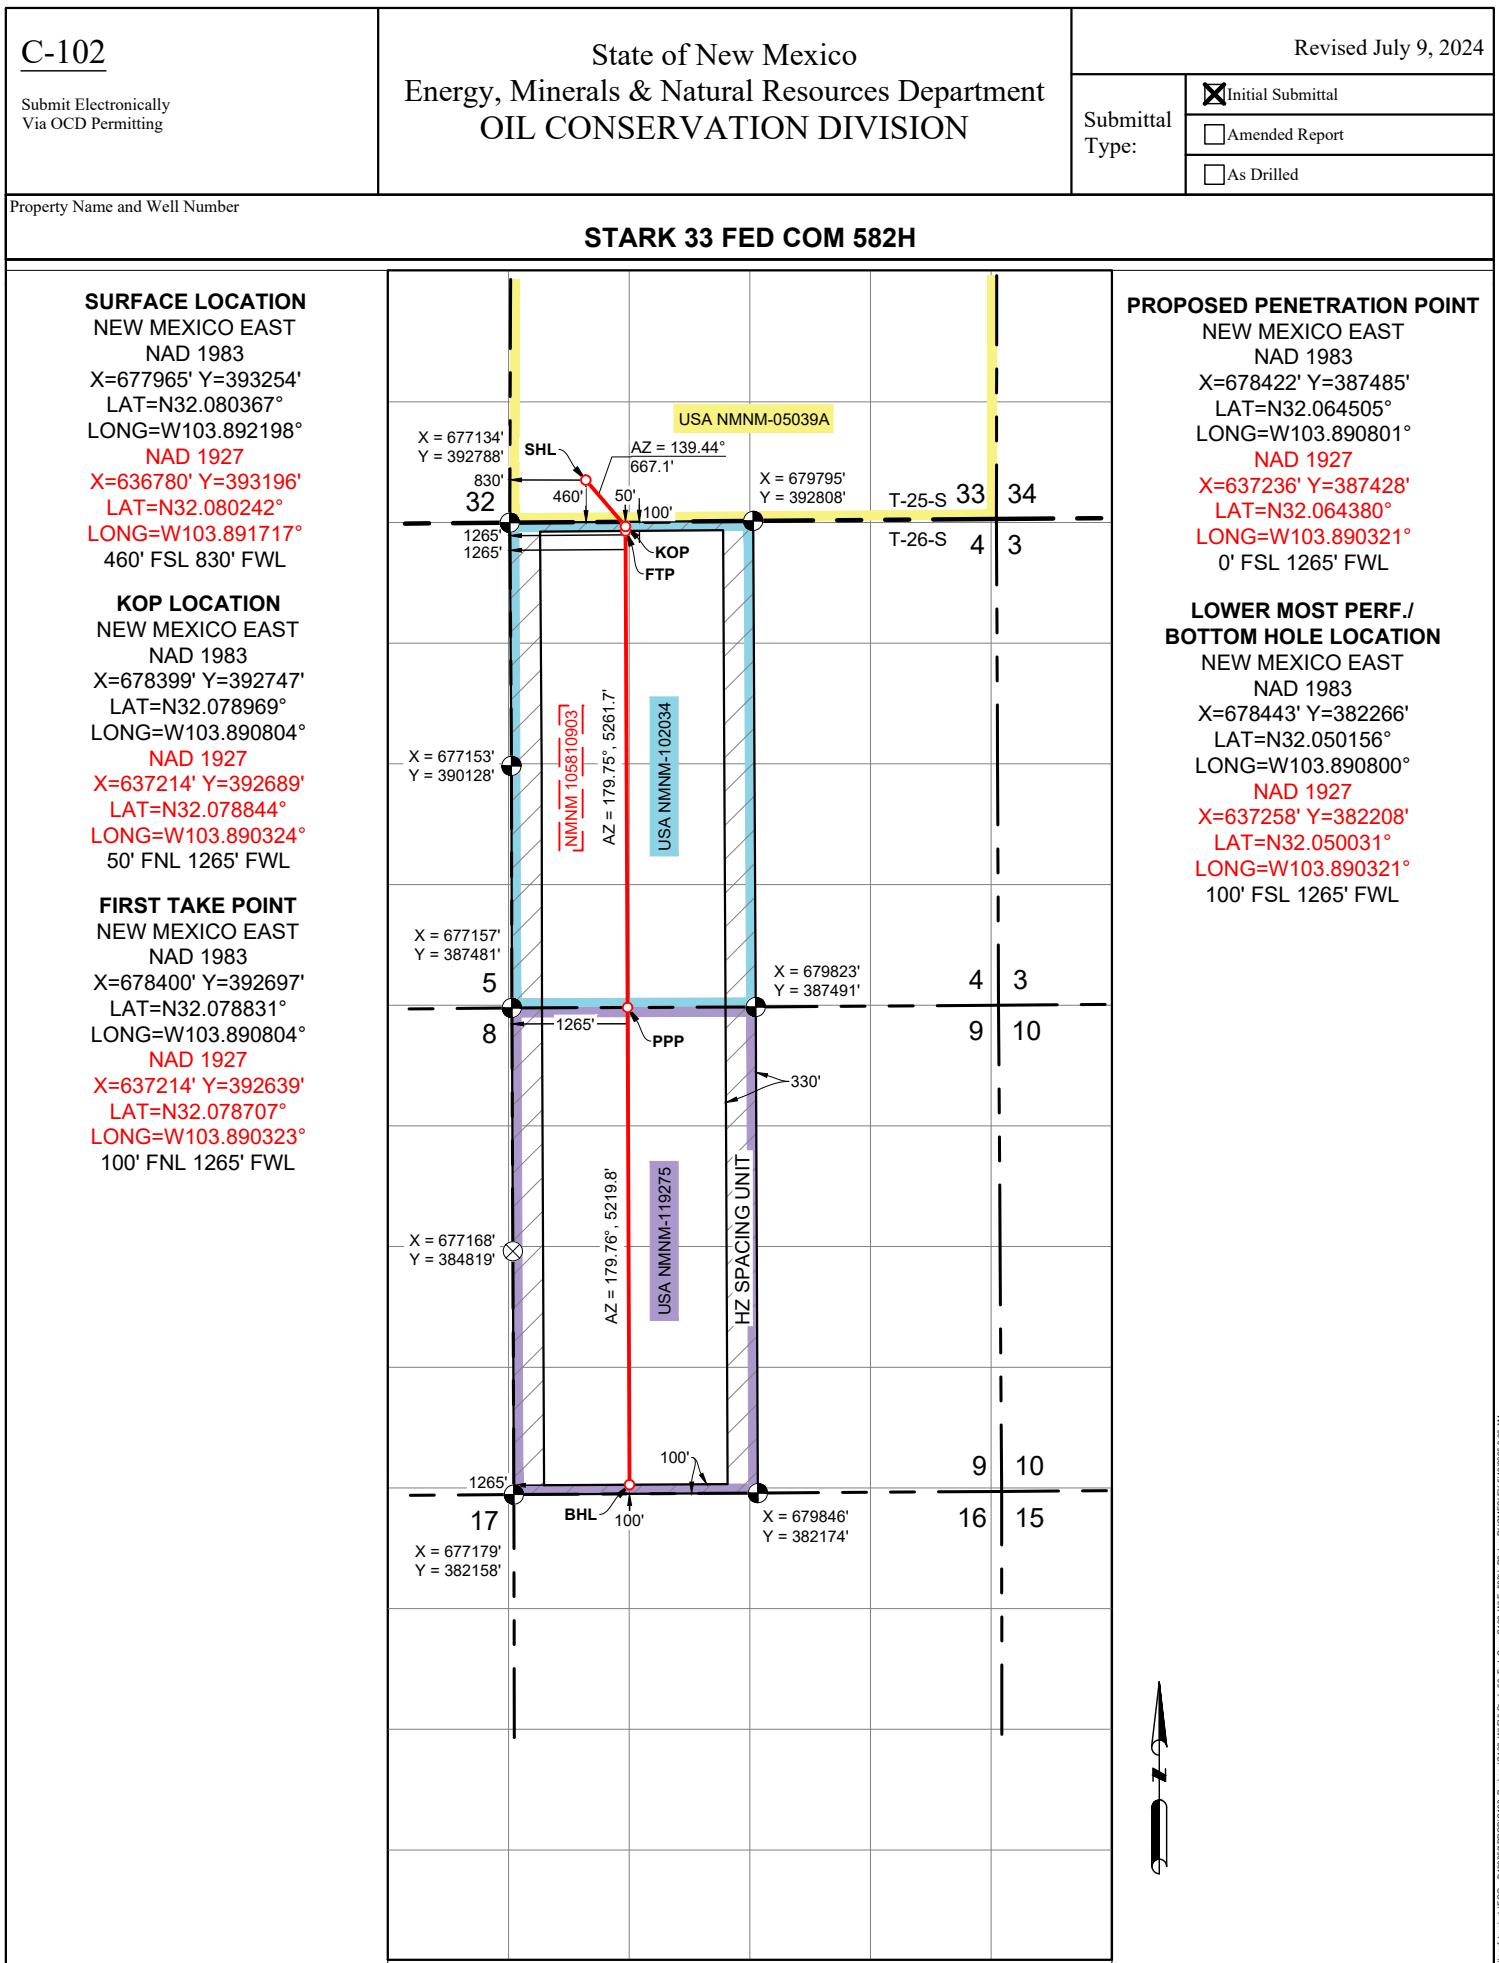 C-102
Submit Electronically
Via OCD Permitting
State of New Mexico
Energy, Minerals & Natural Resources Department
OIL CONSERVATION DIVISION
Revised July 9, 2024
Submittal
Type:
Initial Submittal
Amended Report
As Drilled
Property Name and Well Number
STARK 33 FED COM 582H
SURFACE LOCATION
NEW MEXICO EAST
NAD 1983
X=677965' Y=393254'
LAT=N32.080367°
LONG=W103.892198°
NAD 1927
X=636780' Y=393196'
LAT=N32.080242°
LONG=W103.891717°
460' FSL 830' FWL
KOP LOCATION
NEW MEXICO EAST
NAD 1983
X=678399' Y=392747'
LAT=N32.078969°
LONG=W103.890804°
NAD 1927
X=637214' Y=392689'
LAT=N32.078844°
LONG=W103.890324°
50' FNL 1265' FWL
FIRST TAKE POINT
NEW MEXICO EAST
NAD 1983
X=678400' Y=392697'
LAT=N32.078831°
LONG=W103.890804°
NAD 1927
X=637214' Y=392639'
LAT=N32.078707°
LONG=W103.890323°
100' FNL 1265' FWL
USA NMNM-05039A
X = 677134'
Y = 392788'
SHL
AZ = 139.44°
667.1'
830'
X = 679795'
Y = 392808'
460'
50'
100'
32
T-25-S
33
34
1265'
1265'
KOP
FTP
T-26-S
4
3
NMNM 105810903
AZ = 179.75°, 5261.7'
USA NMNM-102034
X = 677153'
Y = 390128'
X = 677157'
Y = 387481'
X = 679823'
Y = 387491'
5
4
3
8
1265'
PPP
9
10
330'
AZ = 179.76°, 5219.8'
USA NMNM-119275
HZ SPACING UNIT
X = 677168'
Y = 384819'
1265'
100'
9
10
17
BHL
100'
X = 679846'
Y = 382174'
16
15
X = 677179'
Y = 382158'
PROPOSED PENETRATION POINT
NEW MEXICO EAST
NAD 1983
X=678422' Y=387485'
LAT=N32.064505°
LONG=W103.890801°
NAD 1927
X=637236' Y=387428'
LAT=N32.064380°
LONG=W103.890321°
0' FSL 1265' FWL
LOWER MOST PERF./
BOTTOM HOLE LOCATION
NEW MEXICO EAST
NAD 1983
X=678443' Y=382266'
LAT=N32.050156°
LONG=W103.890800°
NAD 1927
X=637258' Y=382208'
LAT=N32.050031°
LONG=W103.890321°
100' FSL 1265' FWL
N